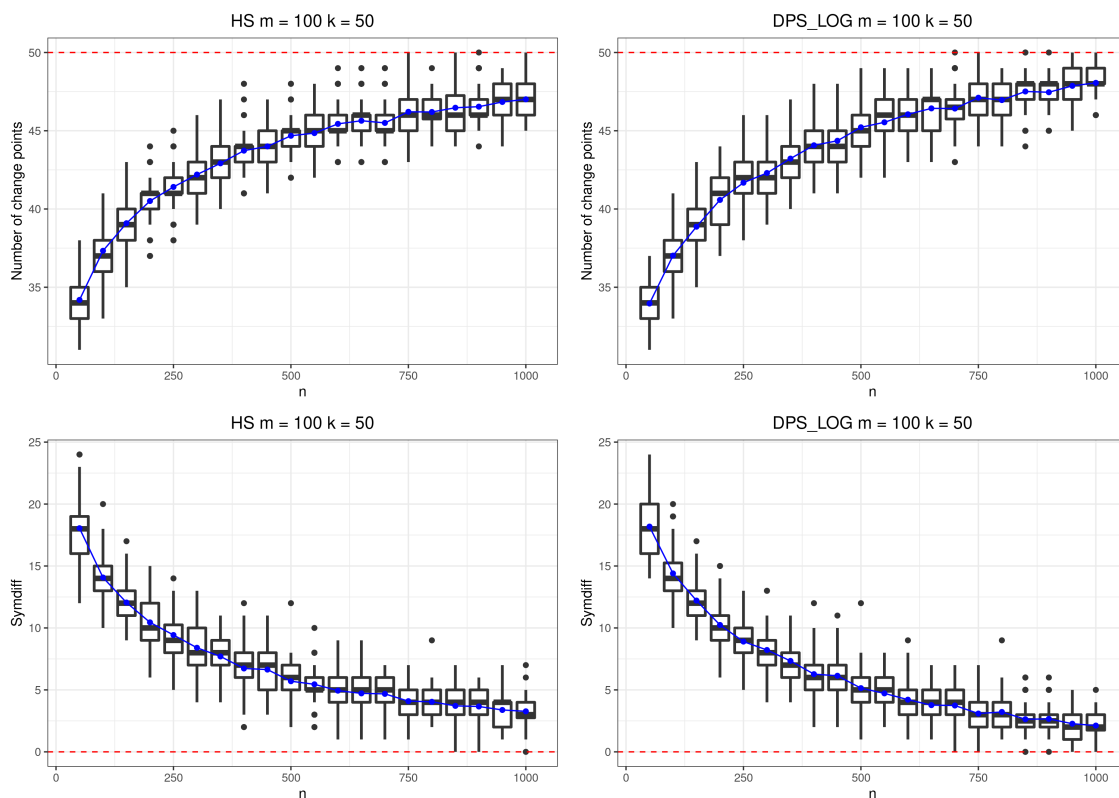 HS m = 100 k = 50
Number of change points
50
45
40
35
0 250 500 750 1000
n
DPS_LOG m = 100 k = 50
Number of change points
50
45
40
35
0 250 500 750 1000
n
HS m = 100 k = 50
Symdiff
25
20
15
10
5
0
0 250 500 750 1000
n
DPS_LOG m = 100 k = 50
Symdiff
25
20
15
10
5
0
0 250 500 750 1000
n